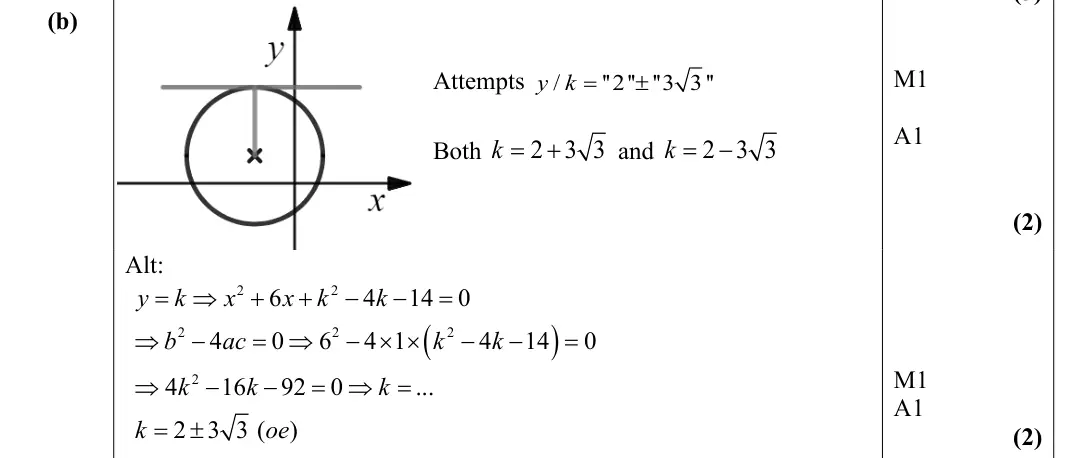 (b)
y
x
Attempts y / k = "2"± "3√3"
M1
Both k = 2 + 3√3 and k = 2 − 3√3
A1
(2)
Alt:
y = k ⇒ x² + 6x + k² − 4k − 14 = 0
⇒ b² − 4ac = 0 ⇒ 6² − 4×1×(k² − 4k − 14) = 0
⇒ 4k² − 16k − 92 = 0 ⇒ k = ...
M1
k = 2 ± 3√3 (oe)
A1
(2)